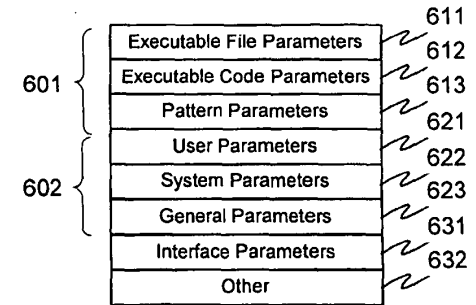 611
Executable File Parameters
612
Executable Code Parameters
601
613
Pattern Parameters
621
User Parameters
622
602
System Parameters
623
General Parameters
631
Interface Parameters
632
Other